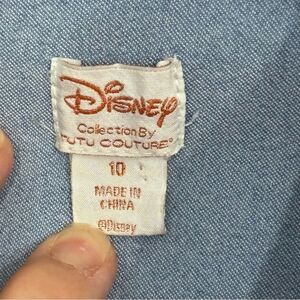 Disney
Collection By
"TUTU COUTURE"
10
MADE IN
CHINA
©Disney